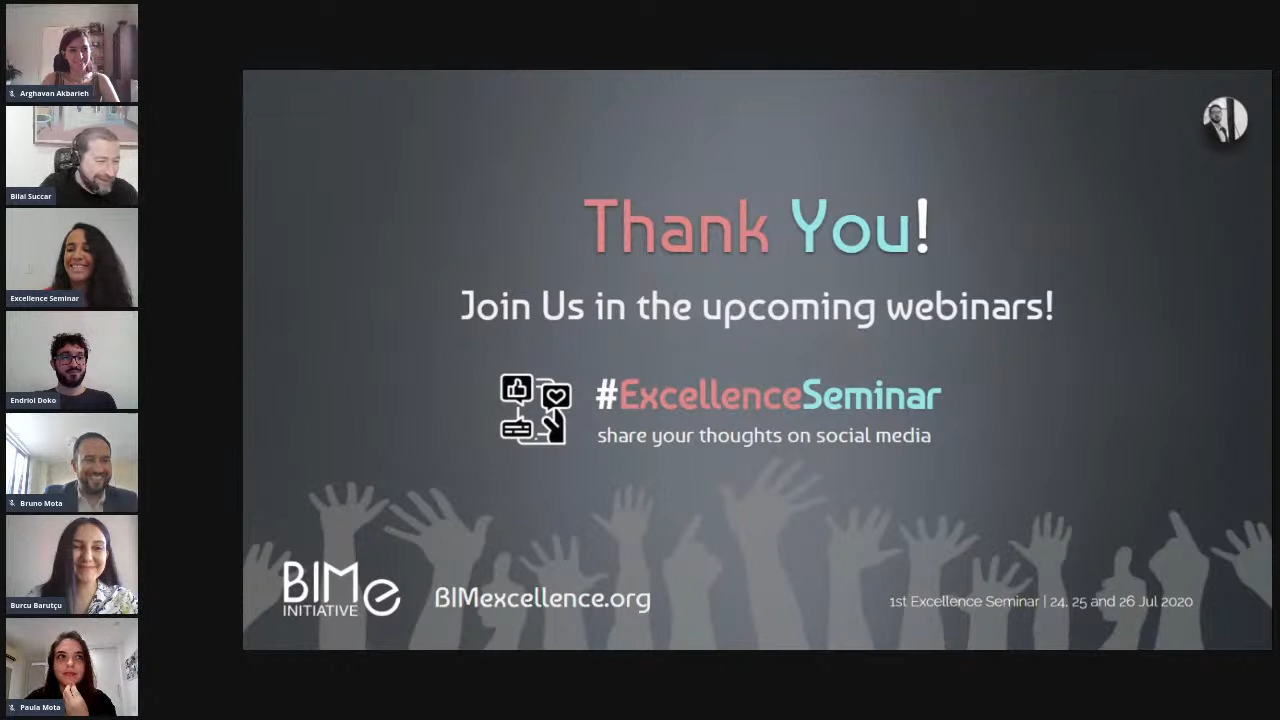 Arghavan Akbarieh
Bilal Succar
Excellence Seminar
Endriol Doko
Bruno Mota
Burcu Barutçu
Paula Mota
Thank You!
Join Us in the upcoming webinars!
#ExcellenceSeminar
share your thoughts on social media
BIMe
INITIATIVE
BIMexcellence.org
1st Excellence Seminar | 24, 25 and 26 Jul 2020